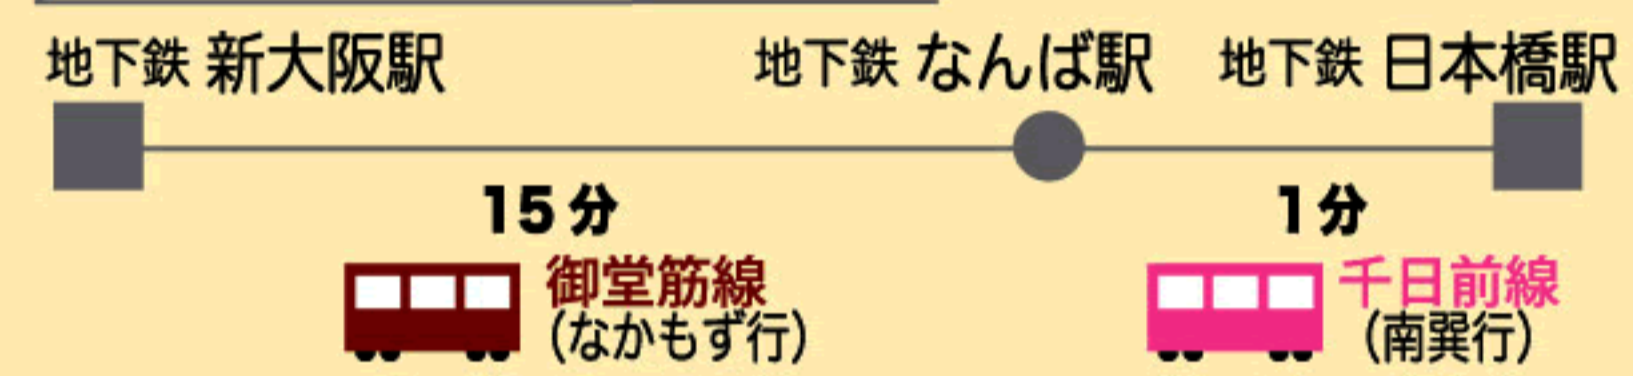 地下鉄 新大阪駅
地下鉄 なんば駅
地下鉄 日本橋駅
15分
1分
御堂筋線
(なかもず行)
千日前線
(南巽行)